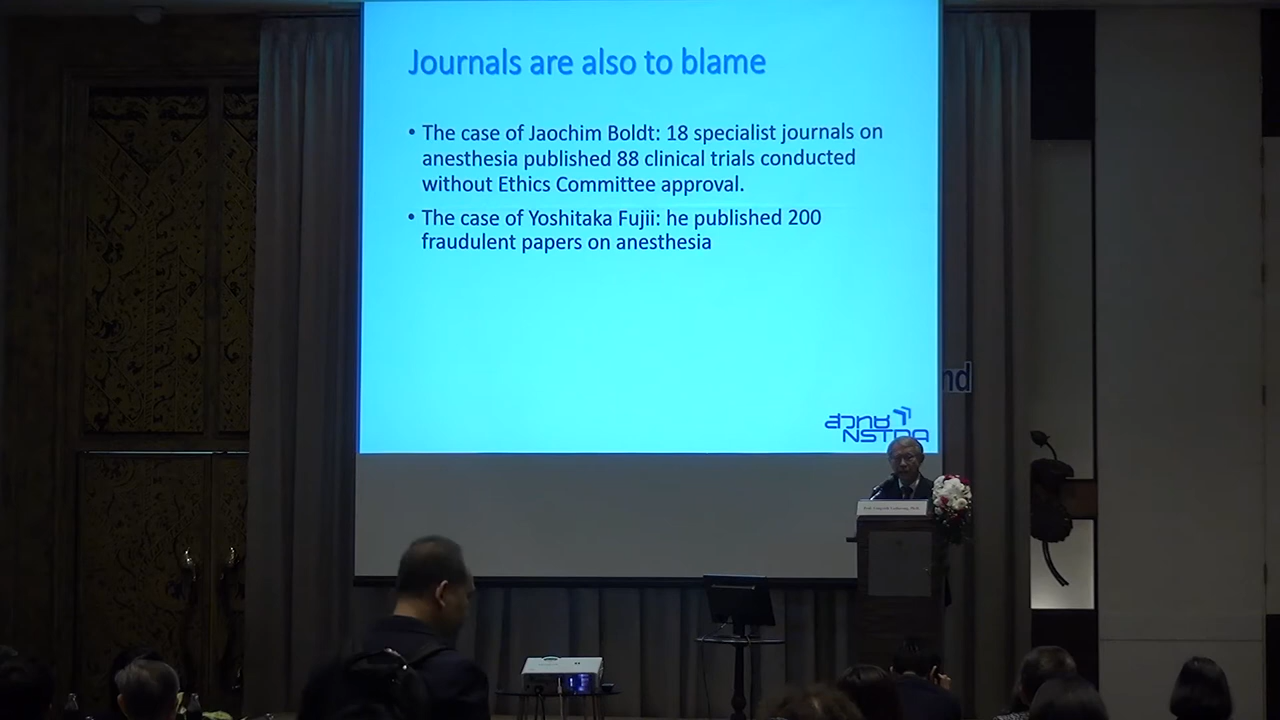 Journals are also to blame
• The case of Jaochim Boldt: 18 specialist journals on
anesthesia published 88 clinical trials conducted
without Ethics Committee approval.
• The case of Yoshitaka Fujii: he published 200
fraudulent papers on anesthesia
nd
สวทช
NSTDA